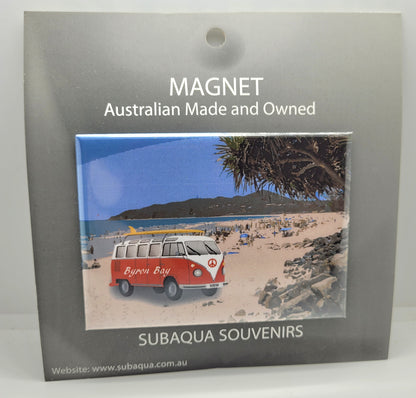 MAGNET
Australian Made and Owned
Byron Bay
SUBAQUA SOUVENIRS
Website: www.subaqua.com.au